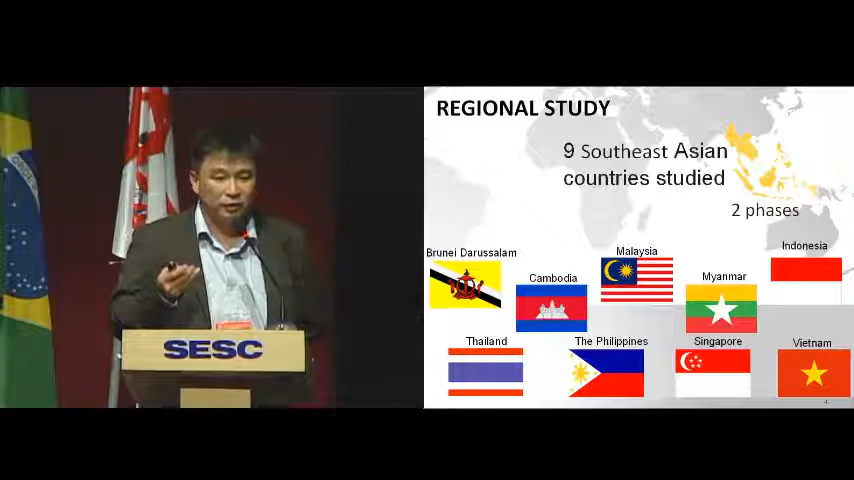 REGIONAL STUDY
9 Southeast Asian
countries studied
2 phases
Brunei Darussalam
Cambodia
Malaysia
Myanmar
Indonesia
Thailand
The Philippines
Singapore
Vietnam
4
SESC